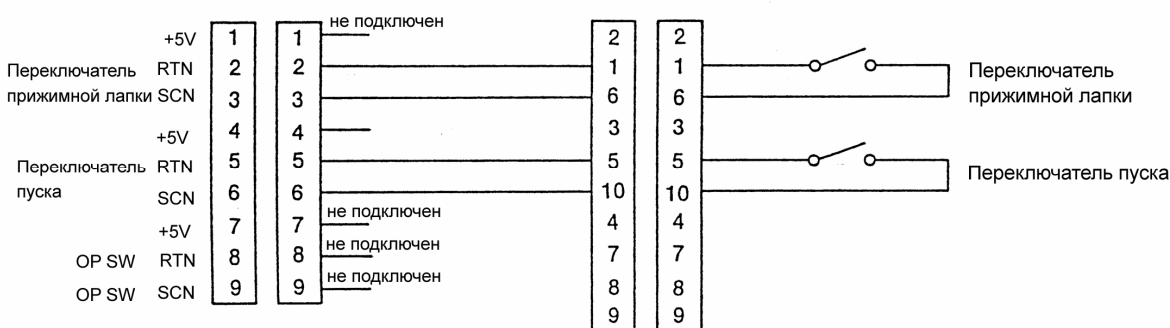 не подключен
+5V 1 1 2 2
Переключатель RTN 2 2 1 1 Переключатель
прижимной лапки SCN 3 3 6 6 прижимной лапки
+5V 4 4 3 3
Переключатель RTN 5 5 5 5 Переключатель пуска
пуска SCN 6 6 10 10
не подключен
+5V 7 7 4 4
не подключен
OP SW RTN 8 8 7 7
не подключен
OP SW SCN 9 9 8 8
9 9